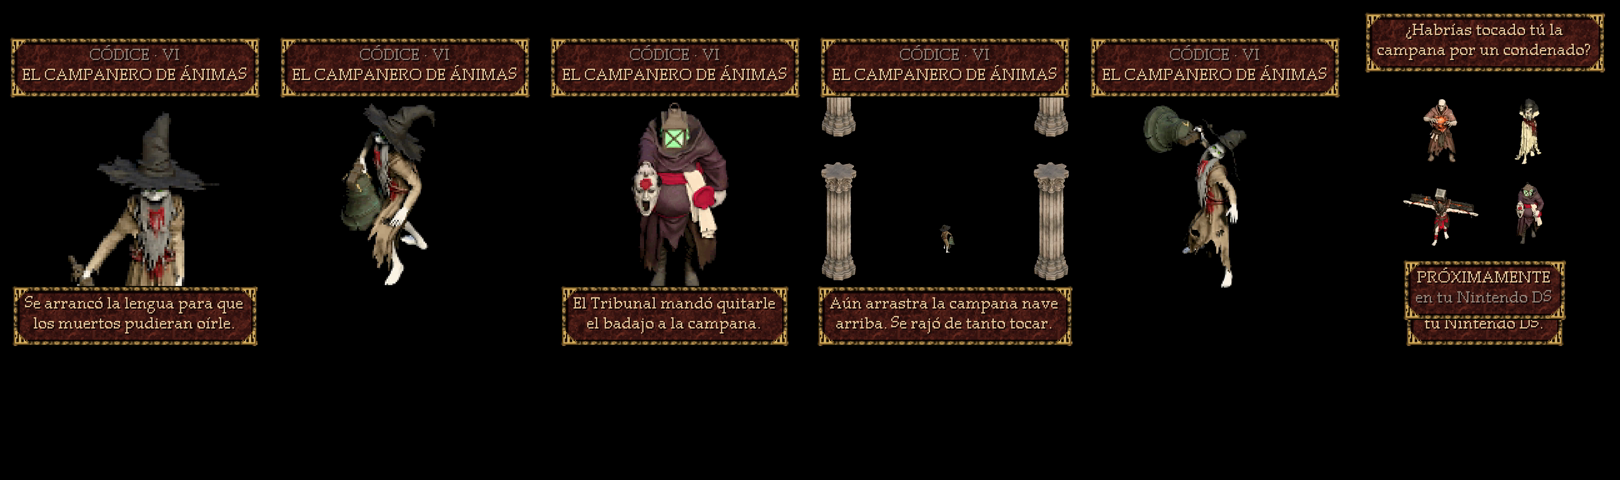 CÓDICE · VI
EL CAMPANERO DE ÁNIMAS
Se arrancó la lengua para que
los muertos pudieran oírle.
CÓDICE · VI
EL CAMPANERO DE ÁNIMAS
CÓDICE · VI
EL CAMPANERO DE ÁNIMAS
El Tribunal mandó quitarle
el badajo a la campana.
CÓDICE · VI
EL CAMPANERO DE ÁNIMAS
Aún arrastra la campana nave
arriba. Se rajó de tanto tocar.
CÓDICE · VI
EL CAMPANERO DE ÁNIMAS
¿Habrías tocado tú la
campana por un condenado?
PRÓXIMAMENTE
en tu Nintendo DS
tu Nintendo DS.